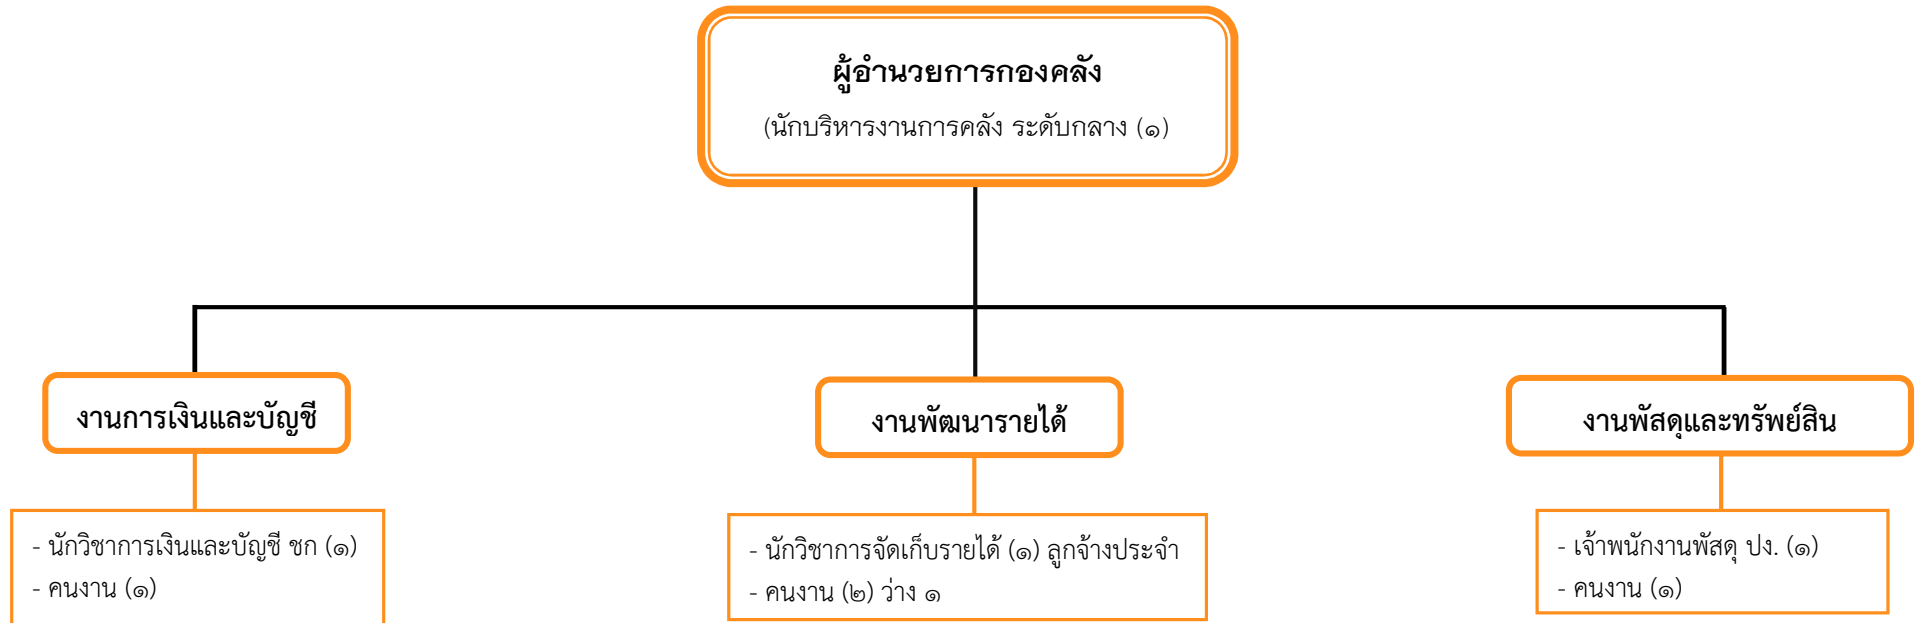 ผู้อำนวยการกองคลัง
(นักบริหารงานการคลัง ระดับกลาง (๑)
งานการเงินและบัญชี
- นักวิชาการเงินและบัญชี ชก (๑)
- คนงาน (๑)
งานพัฒนารายได้
- นักวิชาการจัดเก็บรายได้ (๑) ลูกจ้างประจำ
- คนงาน (๒) ว่าง ๑
งานพัสดุและทรัพย์สิน
- เจ้าพนักงานพัสดุ ปง. (๑)
- คนงาน (๑)